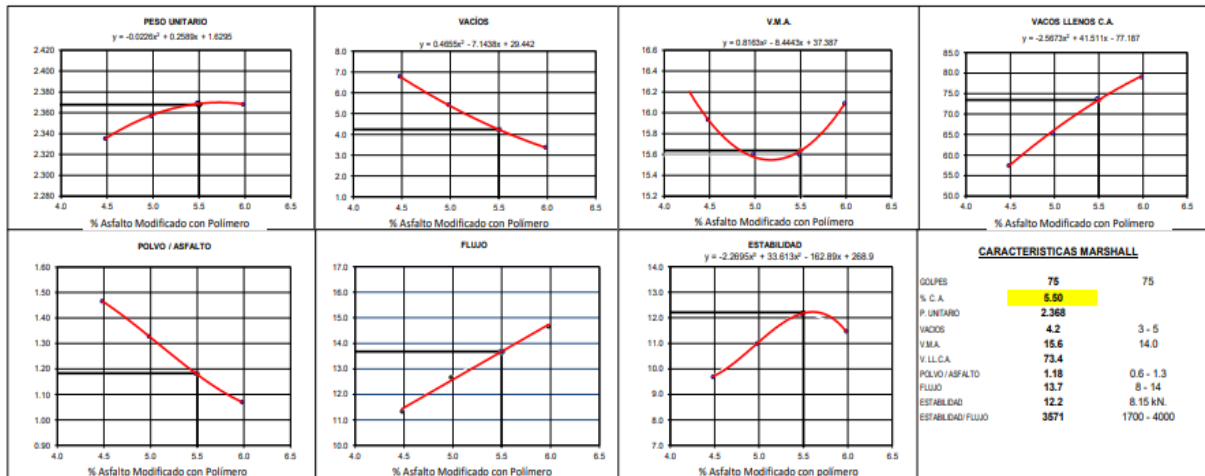 PESO UNITARIO
y = -0.0226x² + 0.2589x + 1.6295
2.420
2.400
2.380
2.360
2.340
2.320
2.300
2.280
4.0 4.5 5.0 5.5 6.0 6.5
% Asfalto Modificado con Polímero
VACÍOS
y = 0.4655x² - 7.1438x + 29.442
8.0
7.0
6.0
5.0
4.0
3.0
2.0
1.0
4.0 4.5 5.0 5.5 6.0 6.5
% Asfalto Modificado con Polímero
V.M.A.
y = 0.8163x² - 8.4443x + 37.387
16.6
16.4
16.2
16.0
15.8
15.6
15.4
15.2
4.0 4.5 5.0 5.5 6.0 6.5
% Asfalto Modificado con Polímero
VACOS LLENOS C.A.
y = -2.5673x² + 41.511x - 77.187
85.0
80.0
75.0
70.0
65.0
60.0
55.0
50.0
4.0 4.5 5.0 5.5 6.0 6.5
% Asfalto Modificado con Polímero
POLVO / ASFALTO
1.60
1.50
1.40
1.30
1.20
1.10
1.00
0.90
4.0 4.5 5.0 5.5 6.0 6.5
% Asfalto Modificado con Polímero
FLUJO
17.0
16.0
15.0
14.0
13.0
12.0
11.0
10.0
4.0 4.5 5.0 5.5 6.0 6.5
% Asfalto Modificado con Polímero
ESTABILIDAD
y = -2.2695x³ + 33.613x² - 162.89x + 268.9
14.0
13.0
12.0
11.0
10.0
9.0
8.0
7.0
4.0 4.5 5.0 5.5 6.0 6.5
% Asfalto Modificado con Polímero
CARACTERISTICAS MARSHALL
GOLPES 75 75
% C. A. 5.50
P. UNITARIO 2.368
VACIOS 4.2 3 - 5
V.M.A. 15.6 14.0
V. LL.C.A. 73.4
POLVO / ASFALTO 1.18 0.6 - 1.3
FLUJO 13.7 8 - 14
ESTABILIDAD 12.2 8.15 kN.
ESTABILIDAD/ FLUJO 3571 1700 - 4000